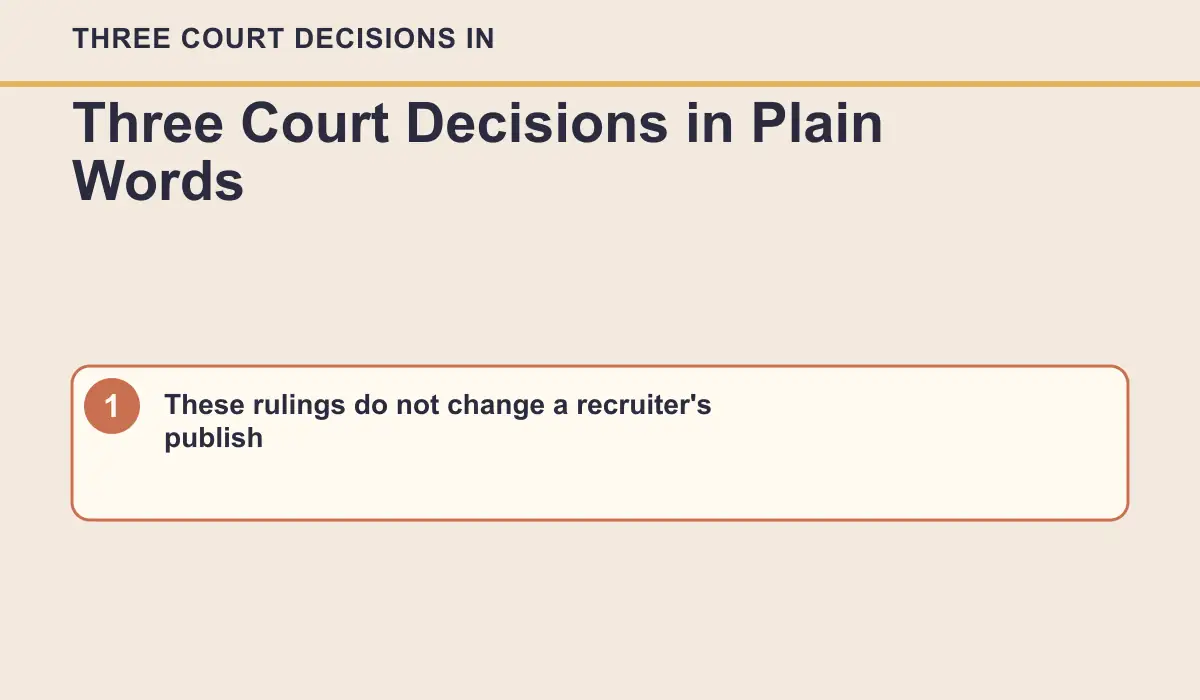 THREE COURT DECISIONS IN
Three Court Decisions in Plain
Words
1
These rulings do not change a recruiter's
publish